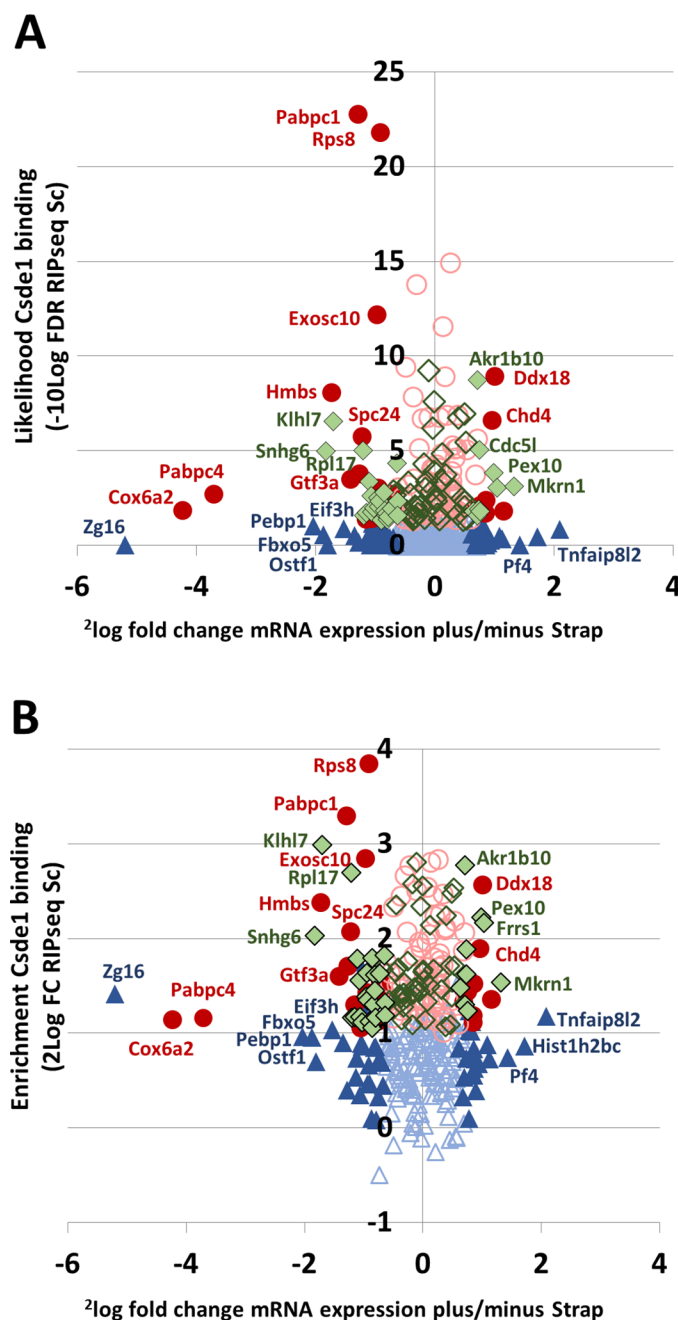 A
25
20
15
10
5
0
-6
-4
-2
0
2
4
Likelihood Csde1 binding
(-10Log FDR RIPseq Sc)
Pabpc1
Rps8
Exosc10
Akr1b10
Ddx18
Hmbs
Klhl7
Spc24
Chd4
Snhg6
Cdc5l
Rpl17
Pex10
Pabpc4
Gtf3a
Mkrn1
Cox6a2
Eif3h
Zg16
Pebp1
Fbxo5
Tnfaip8l2
Ostf1
Pf4
2log fold change mRNA expression plus/minus Strap
B
4
3
2
1
0
-1
-6
-4
-2
0
2
4
Enrichment Csde1 binding
(2Log FC RIPseq Sc)
Rps8
Pabpc1
Klhl7
Exosc10
Akr1b10
Rpl17
Ddx18
Hmbs
Spc24
Pex10
Frrs1
Snhg6
Chd4
Zg16
Gtf3a
Mkrn1
Pabpc4
Eif3h
Fbxo5
Tnfaip8l2
Cox6a2
Pebp1
Hist1h2bc
Ostf1
Pf4
2log fold change mRNA expression plus/minus Strap